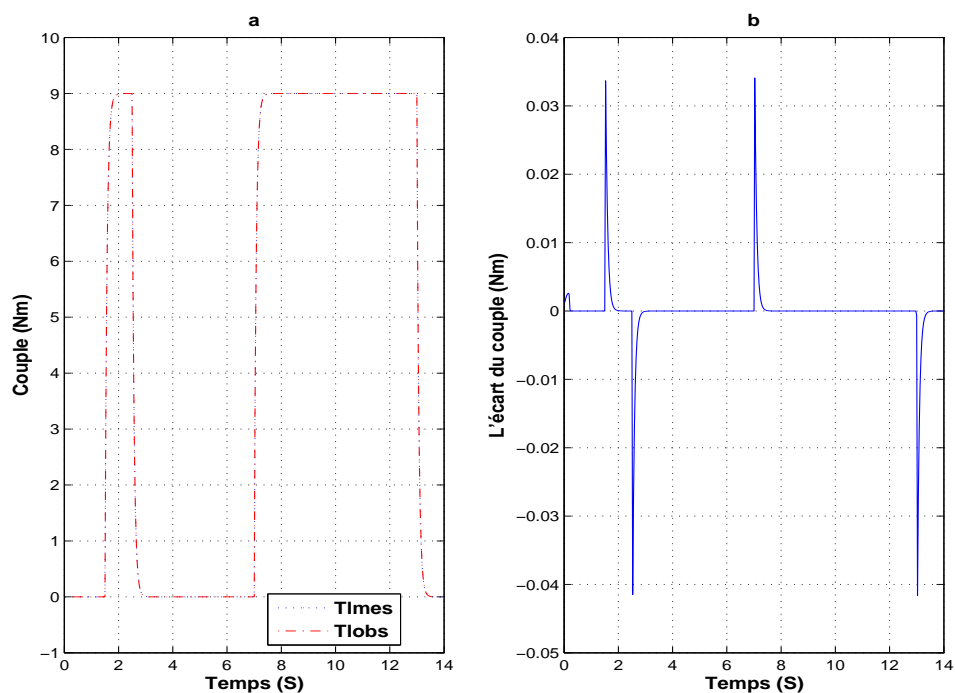 a
10
9
8
7
6
5
4
3
2
1
0
−1
Couple (Nm)
0 2 4 6 8 10 12 14
Temps (S)
Tlmes
Tlobs
b
0.04
0.03
0.02
0.01
0
−0.01
−0.02
−0.03
−0.04
−0.05
L'écart du couple (Nm)
0 2 4 6 8 10 12 14
Temps (S)